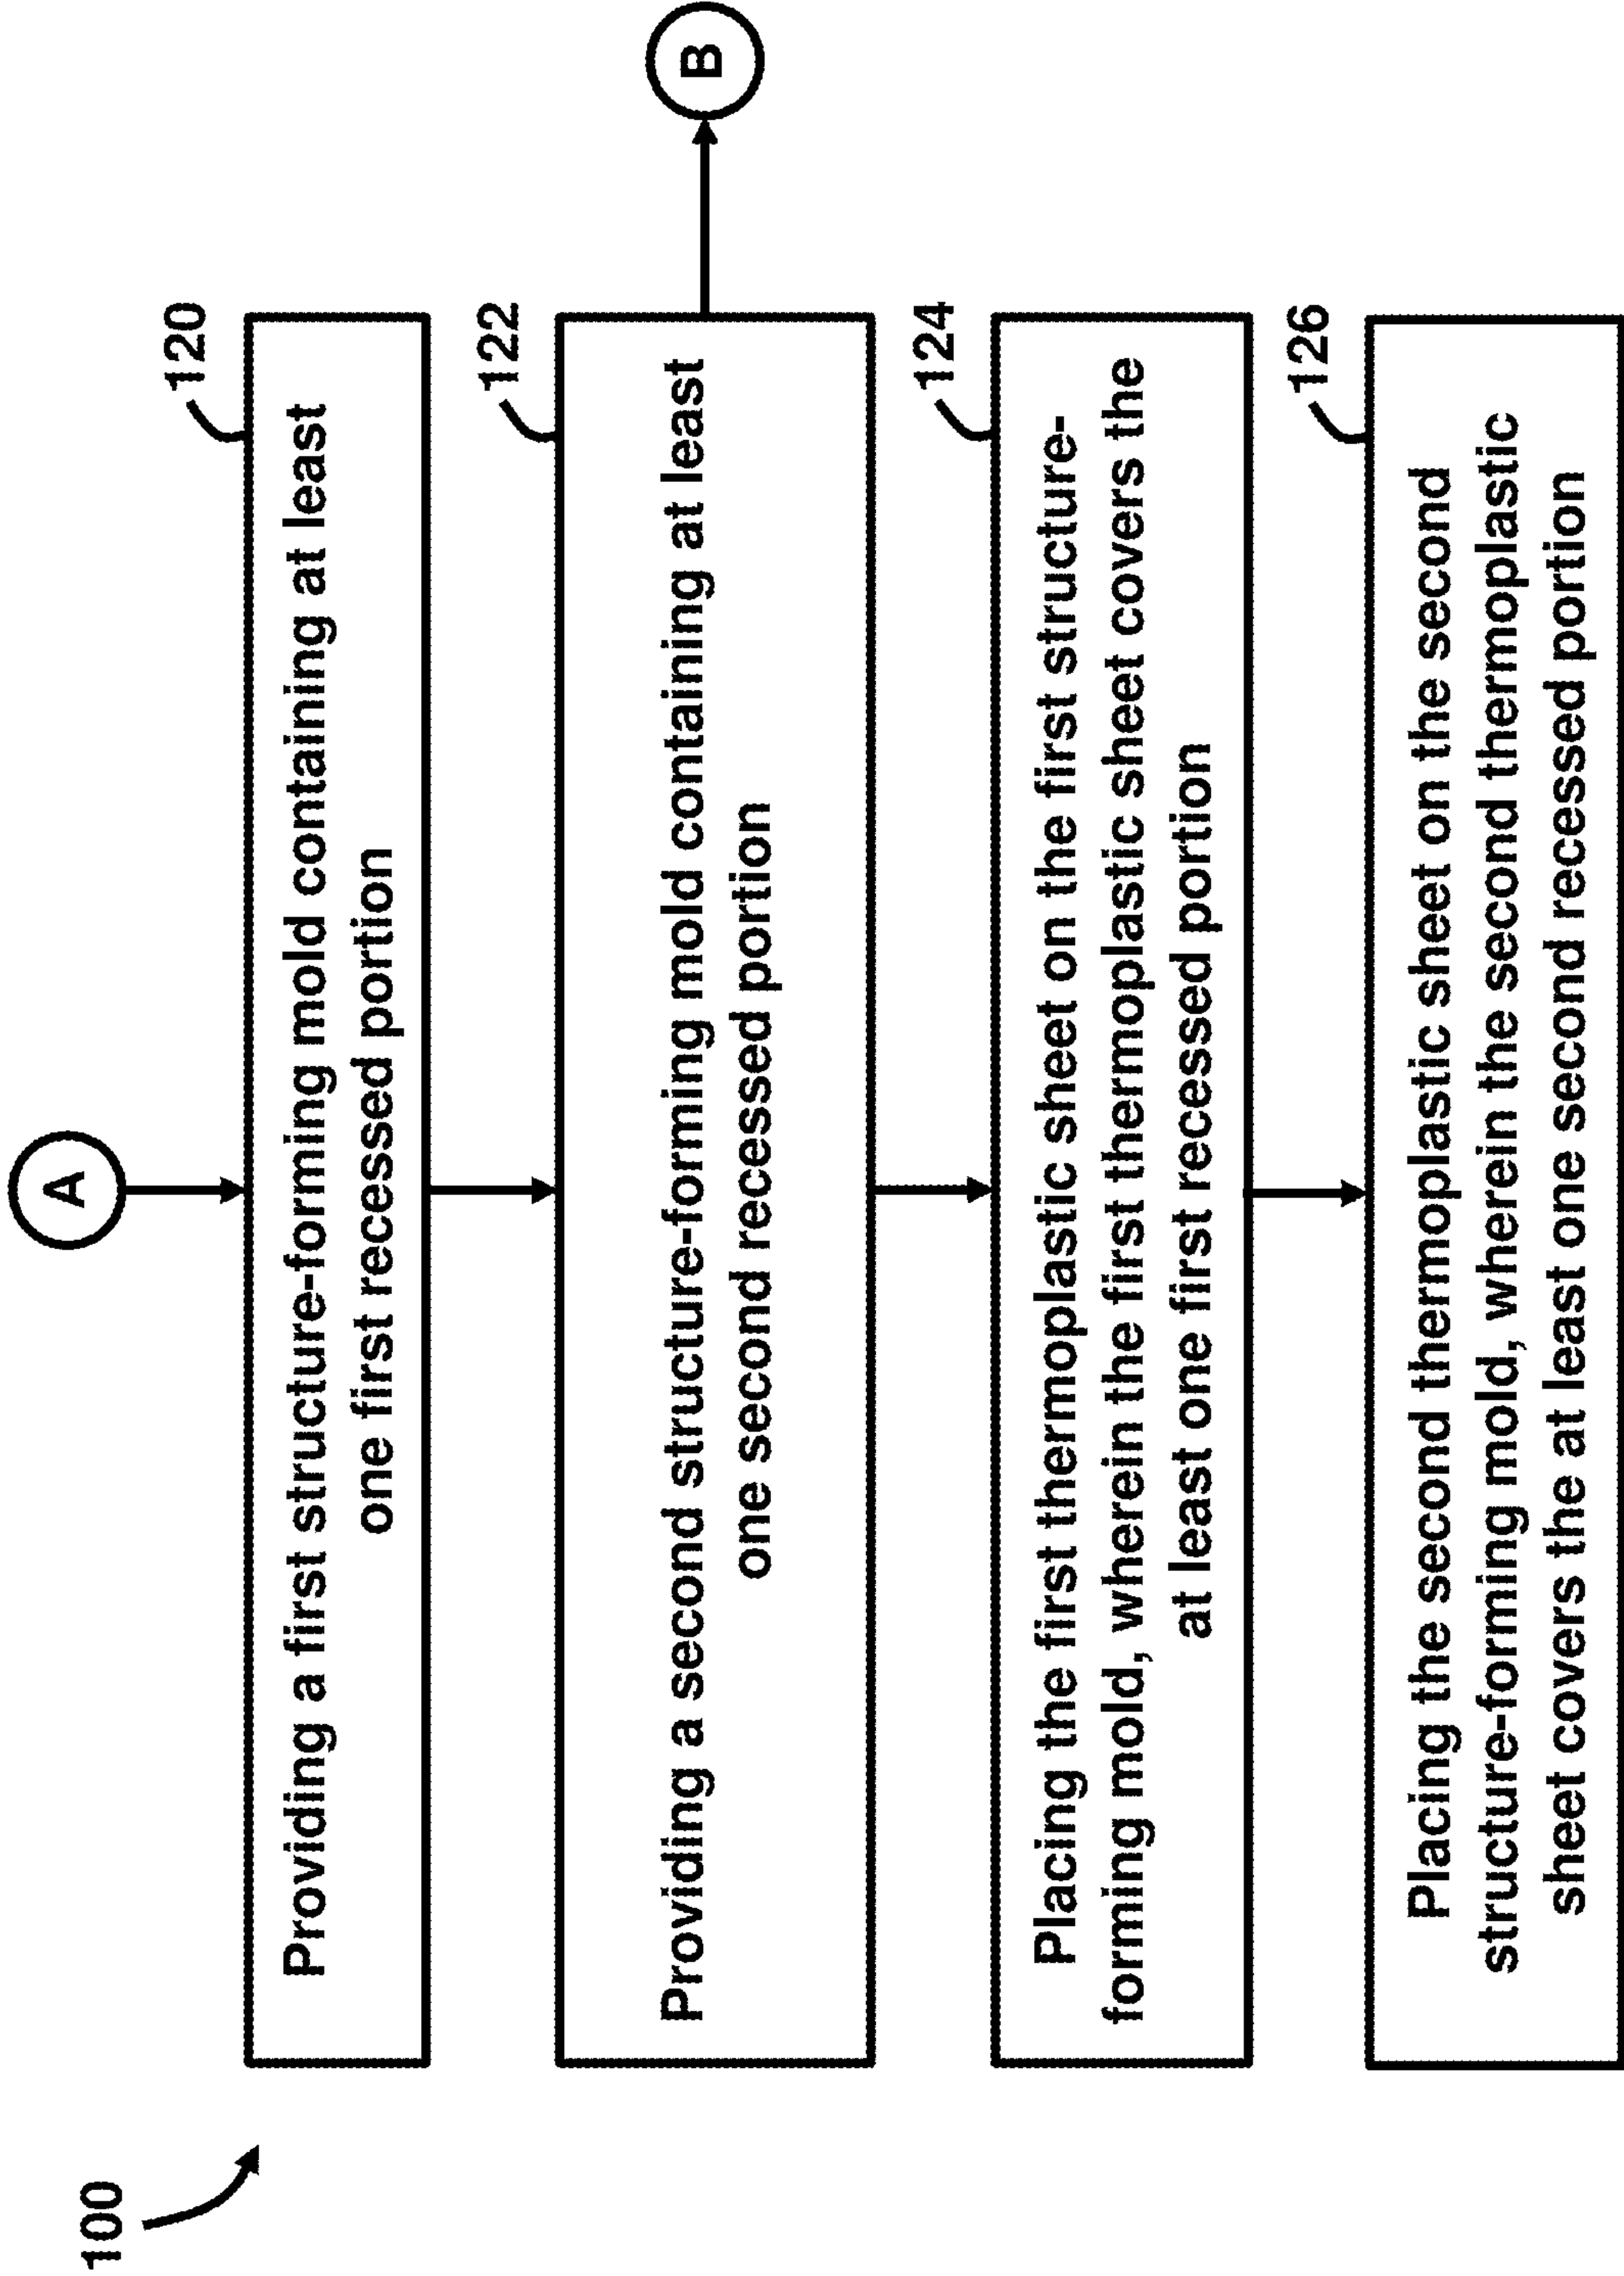 100
A
120
Providing a first structure-forming mold containing at least
one first recessed portion
122
Providing a second structure-forming mold containing at least
one second recessed portion
B
124
Placing the first thermoplastic sheet on the first structure-
forming mold, wherein the first thermoplastic sheet covers the
at least one first recessed portion
126
Placing the second thermoplastic sheet on the second
structure-forming mold, wherein the second thermoplastic
sheet covers the at least one second recessed portion